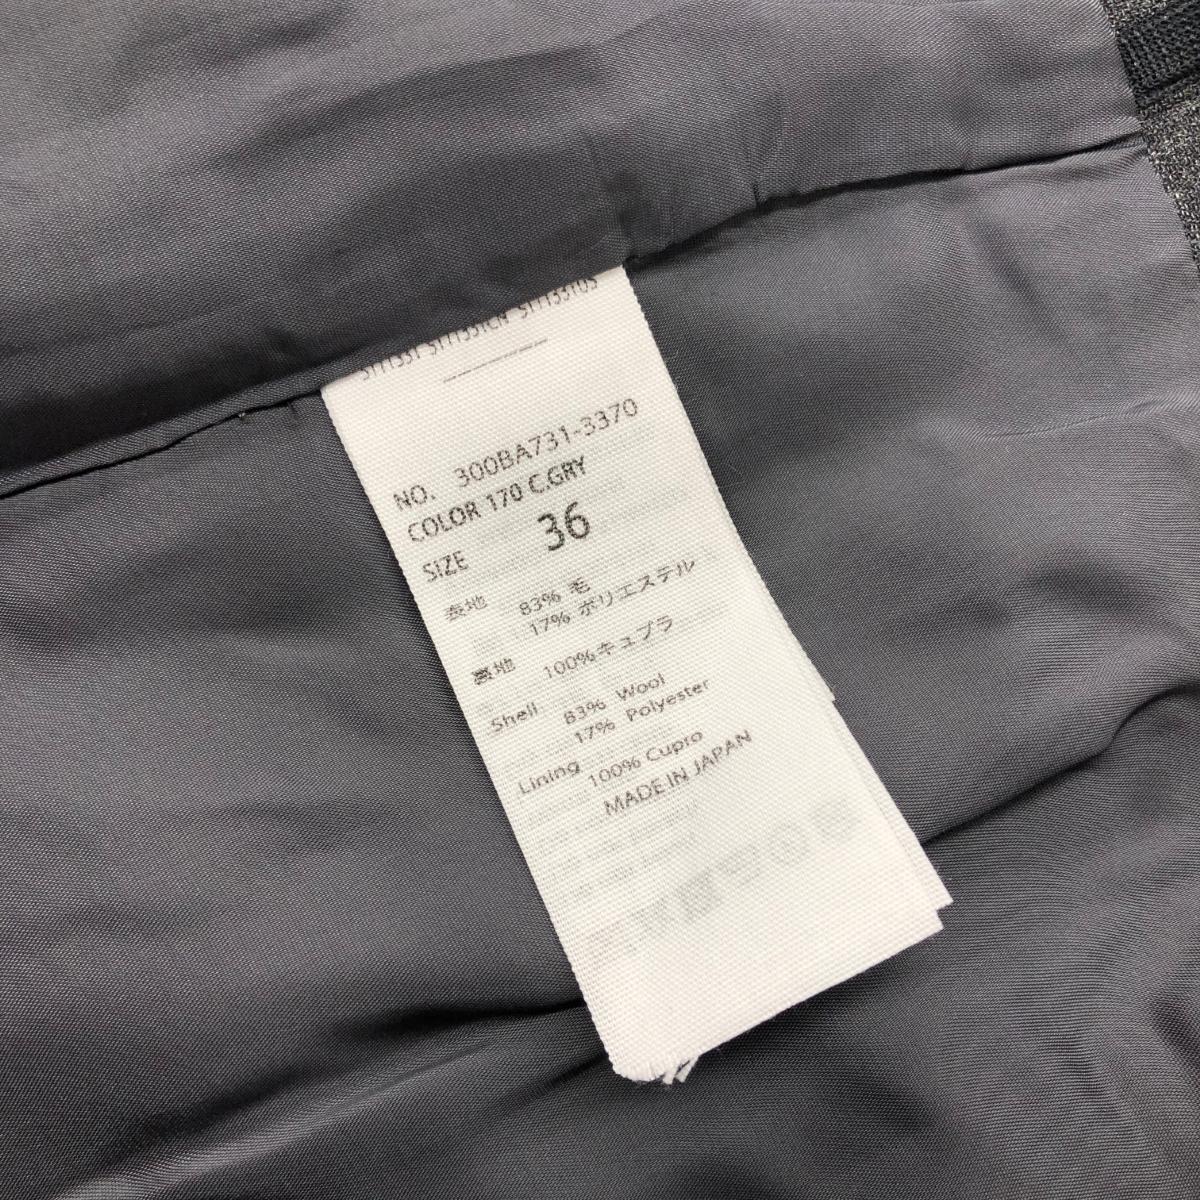 NO. 300BA731-3370
COLOR 170 C.GRY
SIZE 36
表地 83% 毛
17% ポリエステル
裏地 100%キュプラ
Shell 83% Wool
17% Polyester
Lining 100% Cupro
MADE IN JAPAN